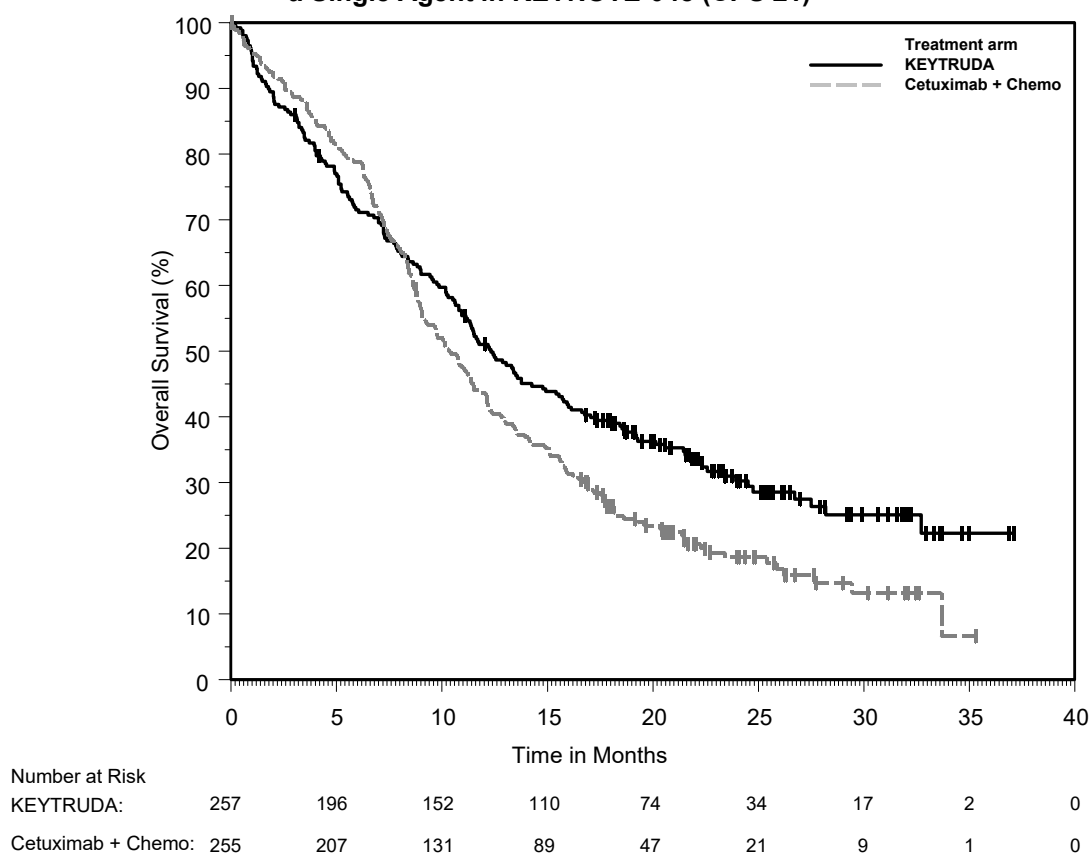 Treatment arm
KEYTRUDA
Cetuximab + Chemo
100
90
80
70
60
50
40
30
20
10
0
Overall Survival (%)
0 5 10 15 20 25 30 35 40
Time in Months
Number at Risk
KEYTRUDA: 257 196 152 110 74 34 17 2 0
Cetuximab + Chemo: 255 207 131 89 47 21 9 1 0